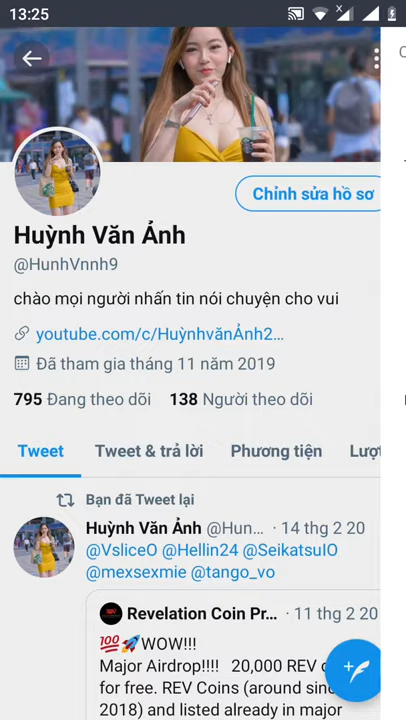 13:25
Chỉnh sửa hồ sơ
Huỳnh Văn Ảnh
@HunhVnnh9
chào mọi người nhấn tin nói chuyện cho vui
youtube.com/c/HuỳnhvănẢnh2...
Đã tham gia tháng 11 năm 2019
795 Đang theo dõi 138 Người theo dõi
Tweet Tweet & trả lời Phương tiện Lượt
Bạn đã Tweet lại
Huỳnh Văn Ảnh @Hun... · 14 thg 2 20
@VsliceO @Hellin24 @SeikatsuIO
@mexsexmie @tango_vo
Revelation Coin Pr... · 11 thg 2 20
💯🚀WOW!!!
Major Airdrop!!!! 20,000 REV
for free. REV Coins (around
2018) and listed already in major